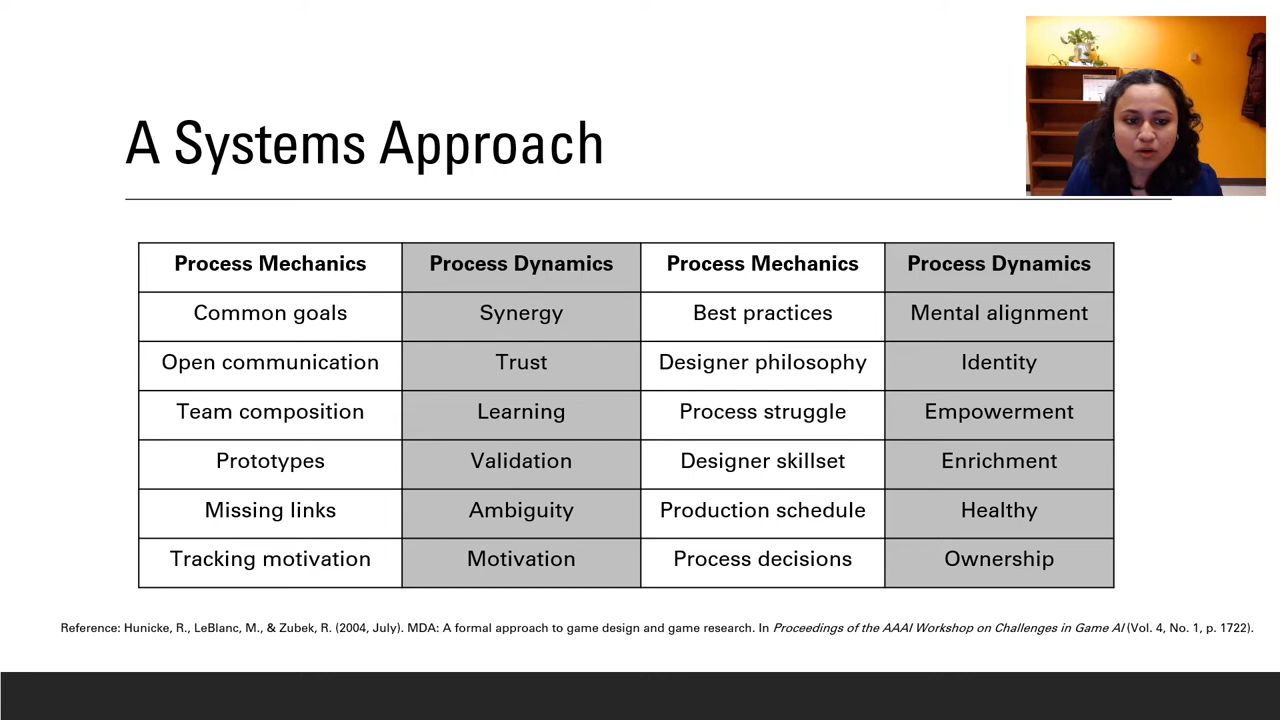 A Systems Approach
Process Mechanics Process Dynamics Process Mechanics Process Dynamics
Common goals Synergy Best practices Mental alignment
Open communication Trust Designer philosophy Identity
Team composition Learning Process struggle Empowerment
Prototypes Validation Designer skillset Enrichment
Missing links Ambiguity Production schedule Healthy
Tracking motivation Motivation Process decisions Ownership
Reference: Hunicke, R., LeBlanc, M., & Zubek, R. (2004, July). MDA: A formal approach to game design and game research. In Proceedings of the AAAI Workshop on Challenges in Game AI (Vol. 4, No. 1, p. 1722).